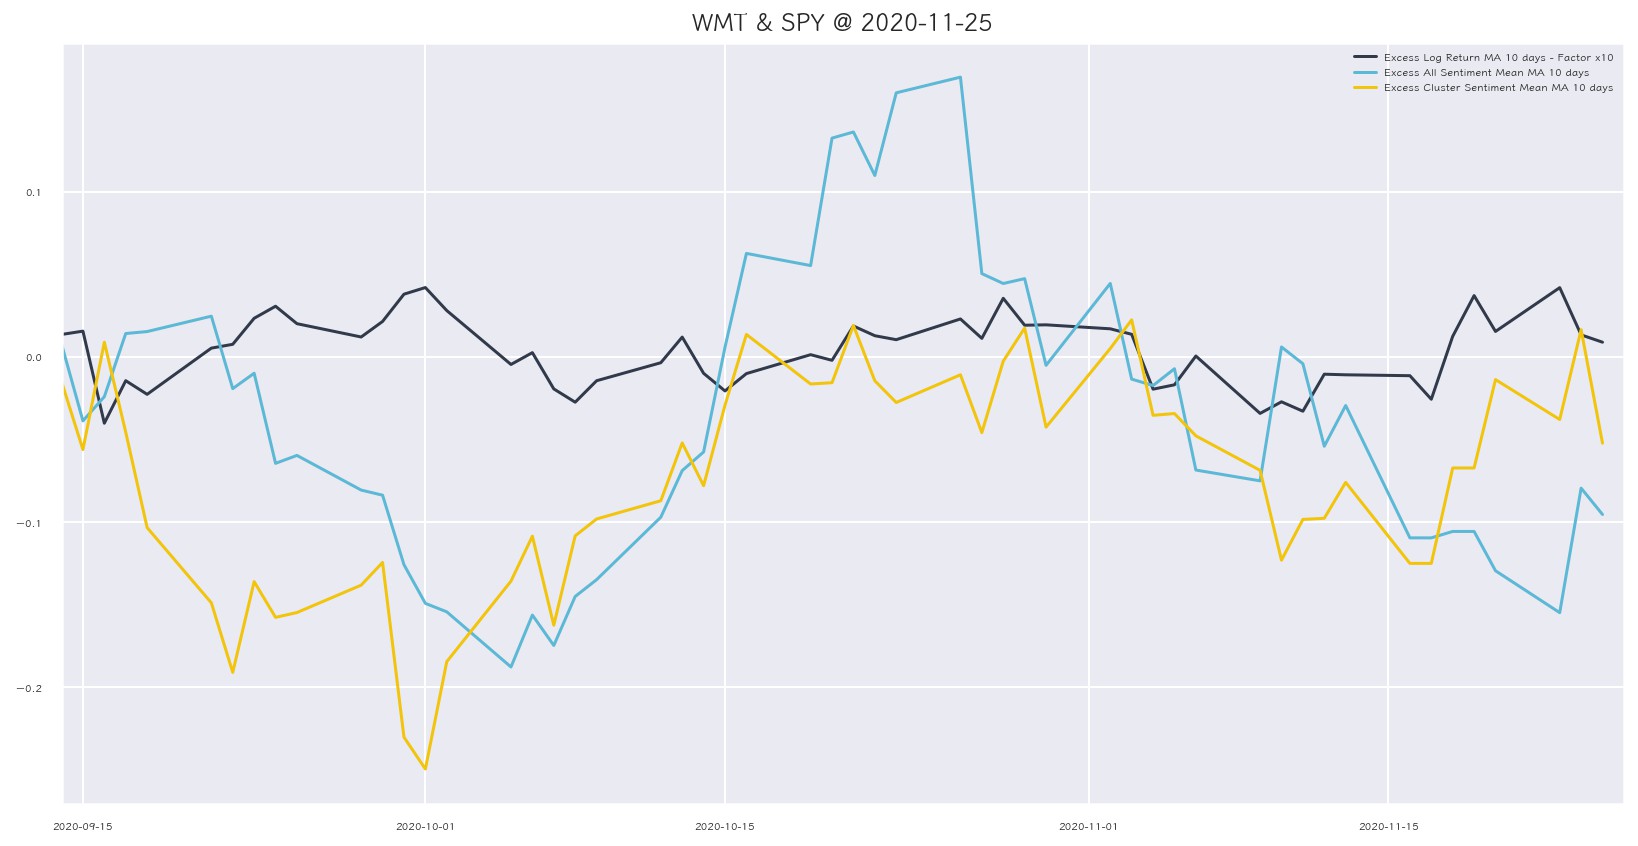 WMT & SPY @ 2020-11-25
Excess Log Return MA 10 days - Factor x10
Excess All Sentiment Mean MA 10 days
Excess Cluster Sentiment Mean MA 10 days
0.1
0.0
−0.1
−0.2
2020-09-15 2020-10-01 2020-10-15 2020-11-01 2020-11-15